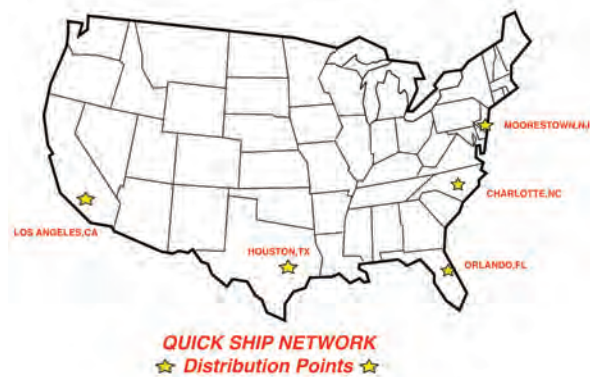 MOORESTOWN,NJ
CHARLOTTE,NC
LOS ANGELES,CA
HOUSTON,TX
ORLANDO,FL
QUICK SHIP NETWORK
Distribution Points